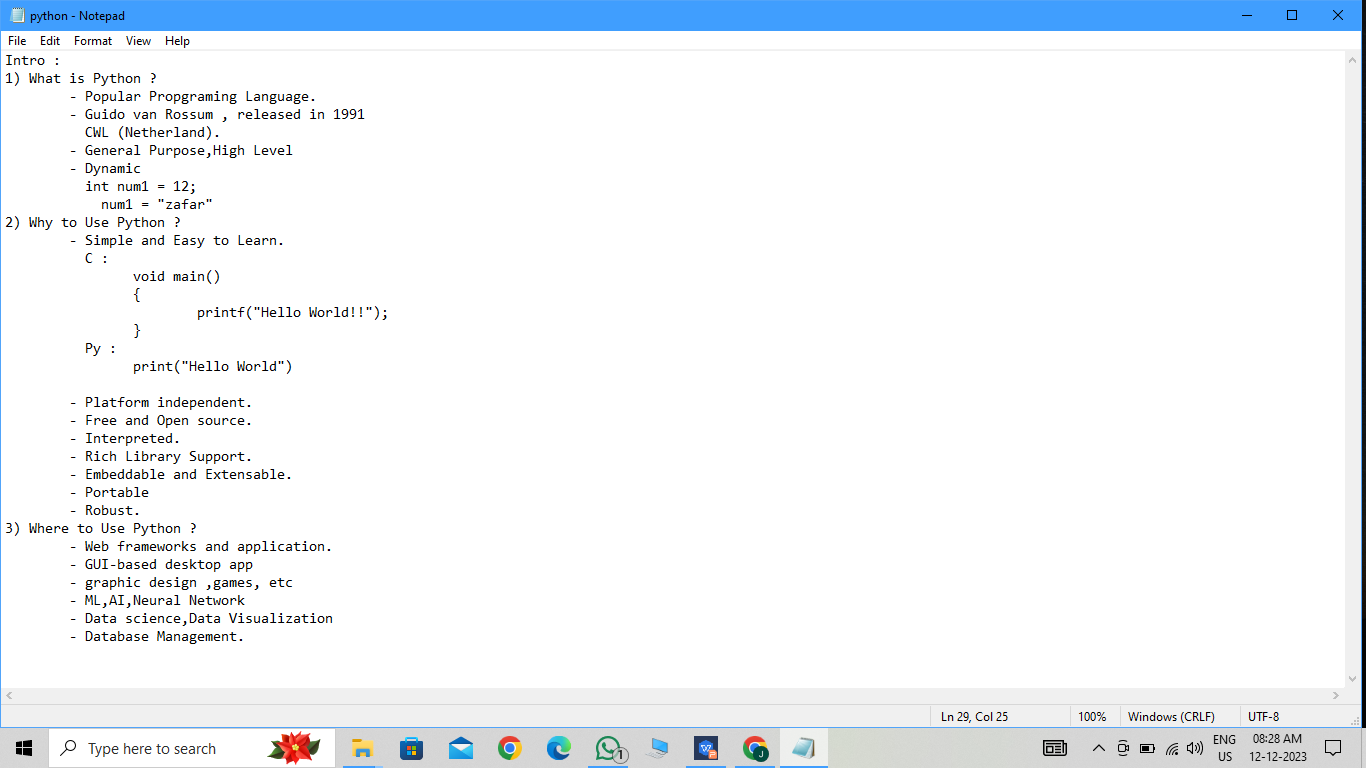 python - Notepad
File Edit Format View Help
Intro :
1) What is Python ?
- Popular Propgraming Language.
- Guido van Rossum , released in 1991
CWL (Netherland).
- General Purpose,High Level
- Dynamic
int num1 = 12;
num1 = "zafar"
2) Why to Use Python ?
- Simple and Easy to Learn.
C :
void main()
{
printf("Hello World!!");
}
Py :
print("Hello World")
- Platform independent.
- Free and Open source.
- Interpreted.
- Rich Library Support.
- Embeddable and Extensable.
- Portable
- Robust.
3) Where to Use Python ?
- Web frameworks and application.
- GUI-based desktop app
- graphic design ,games, etc
- ML,AI,Neural Network
- Data science,Data Visualization
- Database Management.
Ln 29, Col 25 100% Windows (CRLF) UTF-8
Type here to search
1
J
ENG
US
08:28 AM
12-12-2023